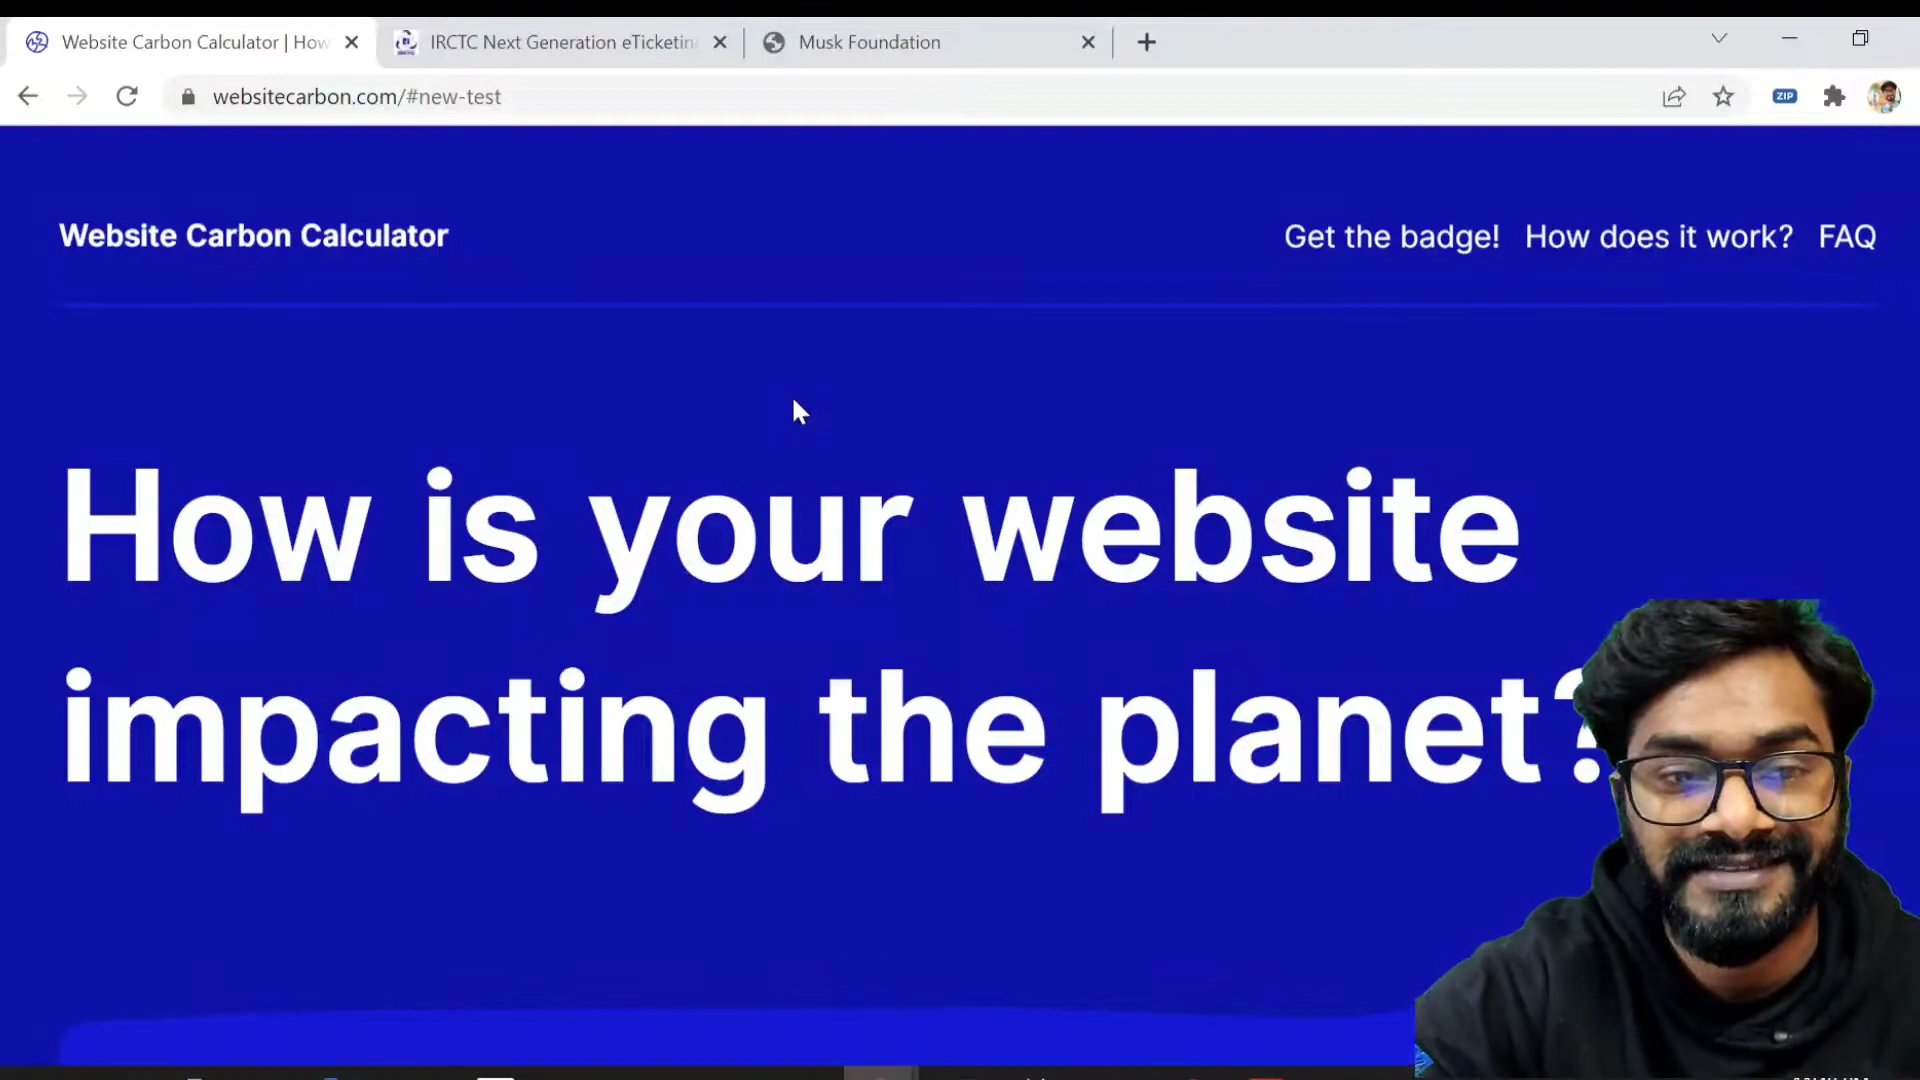 Website Carbon Calculator | How
IRCTC Next Generation eTicketin
Musk Foundation
websitecarbon.com/#new-test
ZIP
Website Carbon Calculator
Get the badge! How does it work? FAQ
How is your website
impacting the planet?